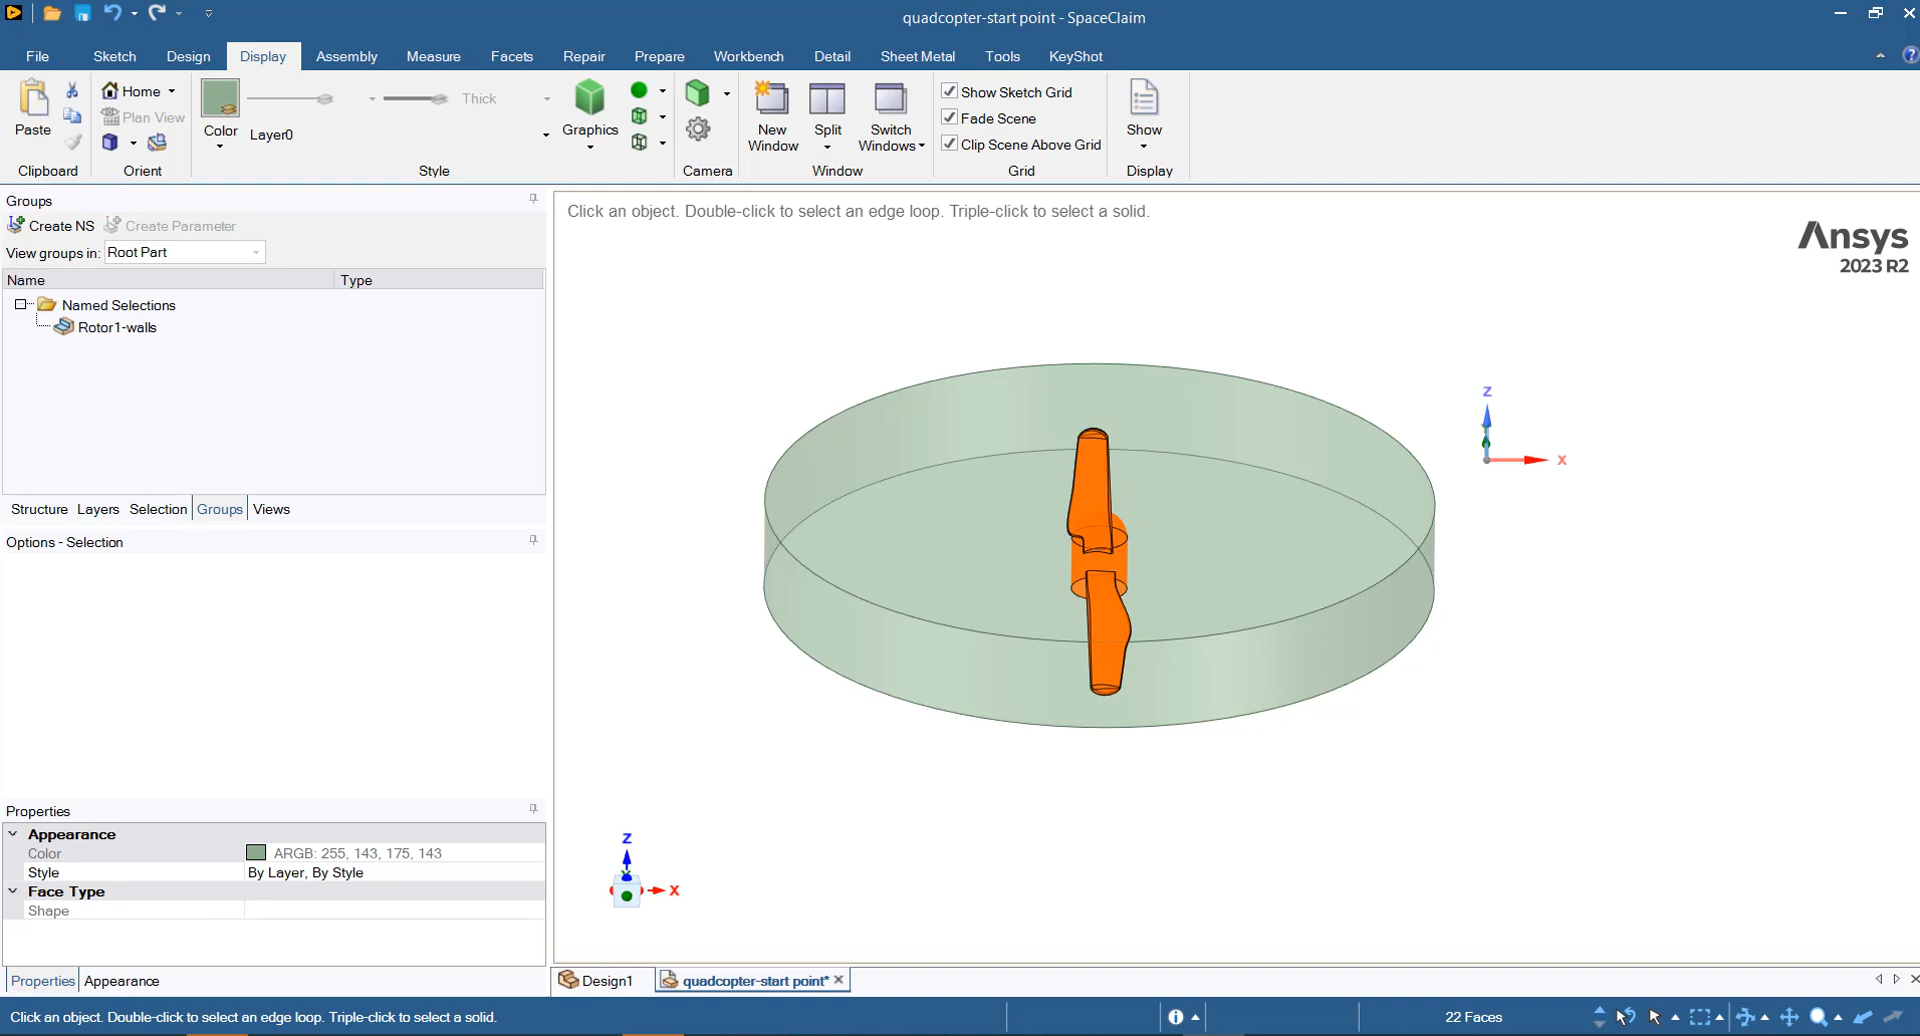 quadcopter-start point - SpaceClaim
File Sketch Design Display Assembly Measure Facets Repair Prepare Workbench Detail Sheet Metal Tools KeyShot
Paste
Clipboard
Home
Plan View
Orient
Color
Layer0
Thick
Style
Graphics
Camera
New
Window
Split
Switch
Windows
Window
Show Sketch Grid
Fade Scene
Clip Scene Above Grid
Grid
Show
Display
Groups
Create NS Create Parameter
View groups in: Root Part
Name Type
Named Selections
Rotor1-walls
Structure Layers Selection Groups Views
Options - Selection
Properties
Appearance
Color ARGB: 255, 143, 175, 143
Style By Layer, By Style
Face Type
Shape
Properties Appearance
Click an object. Double-click to select an edge loop. Triple-click to select a solid.
Ansys
2023 R2
Z
X
Z
X
Design1 quadcopter-start point*
Click an object. Double-click to select an edge loop. Triple-click to select a solid.
22 Faces